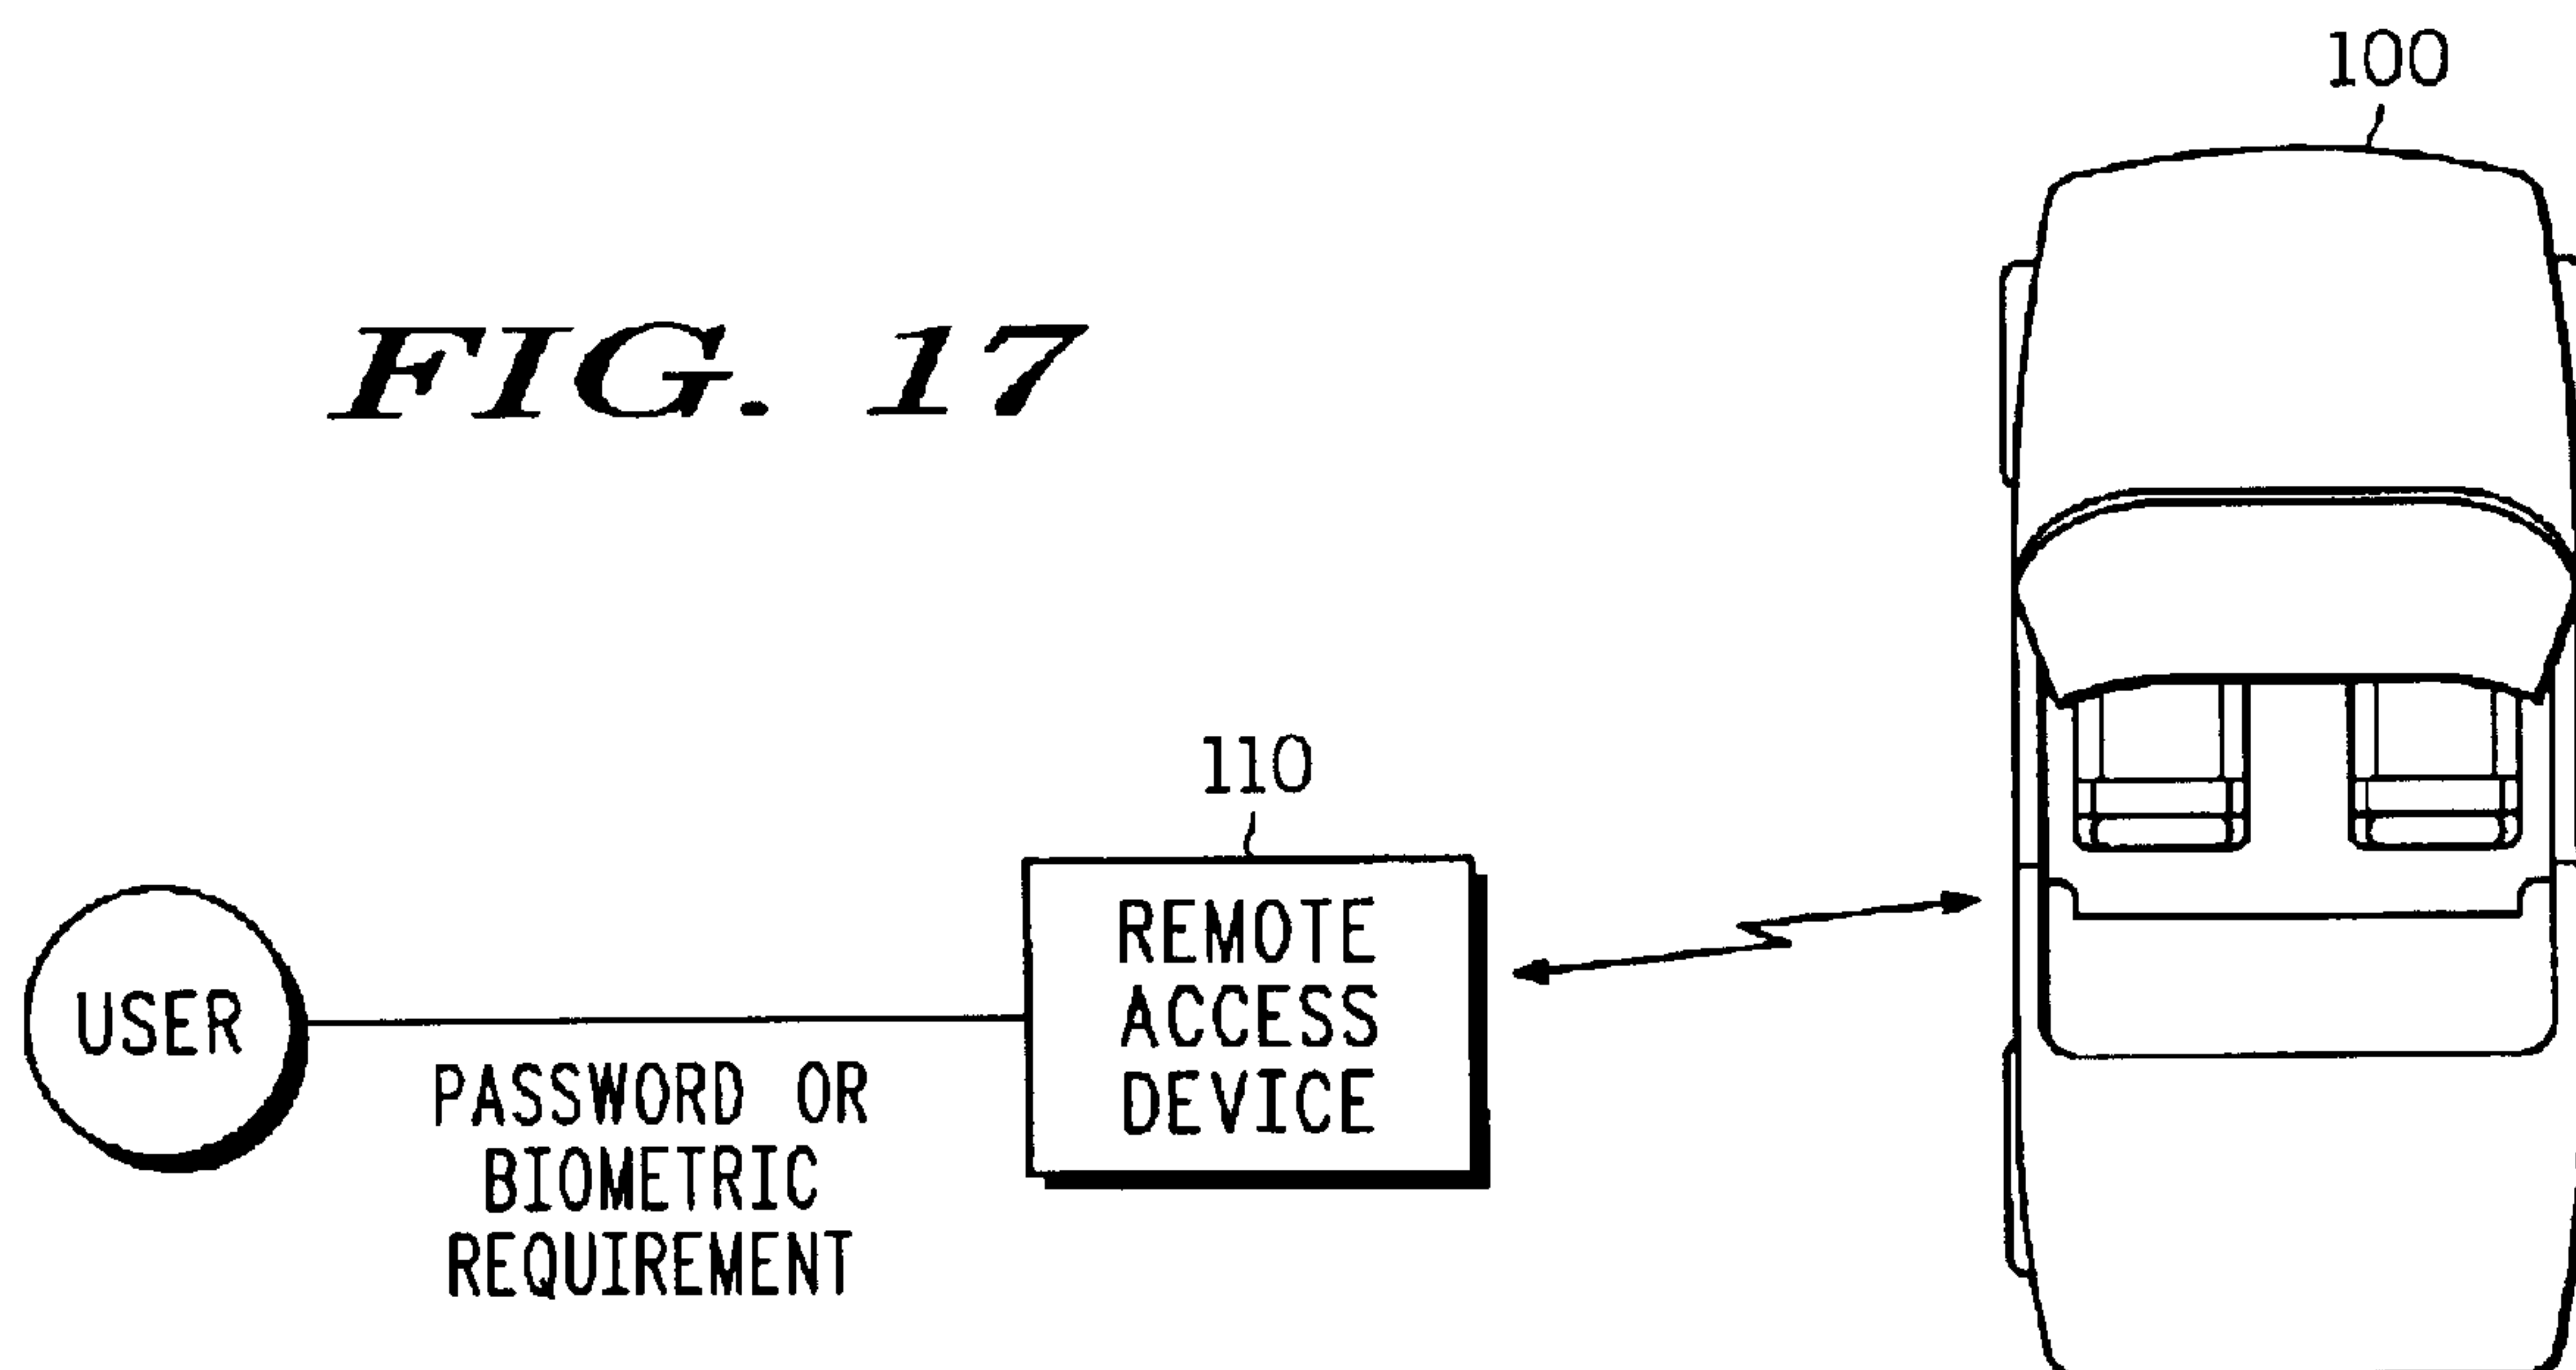 100
FIG. 17
110
REMOTE
ACCESS
DEVICE
USER
PASSWORD OR
BIOMETRIC
REQUIREMENT